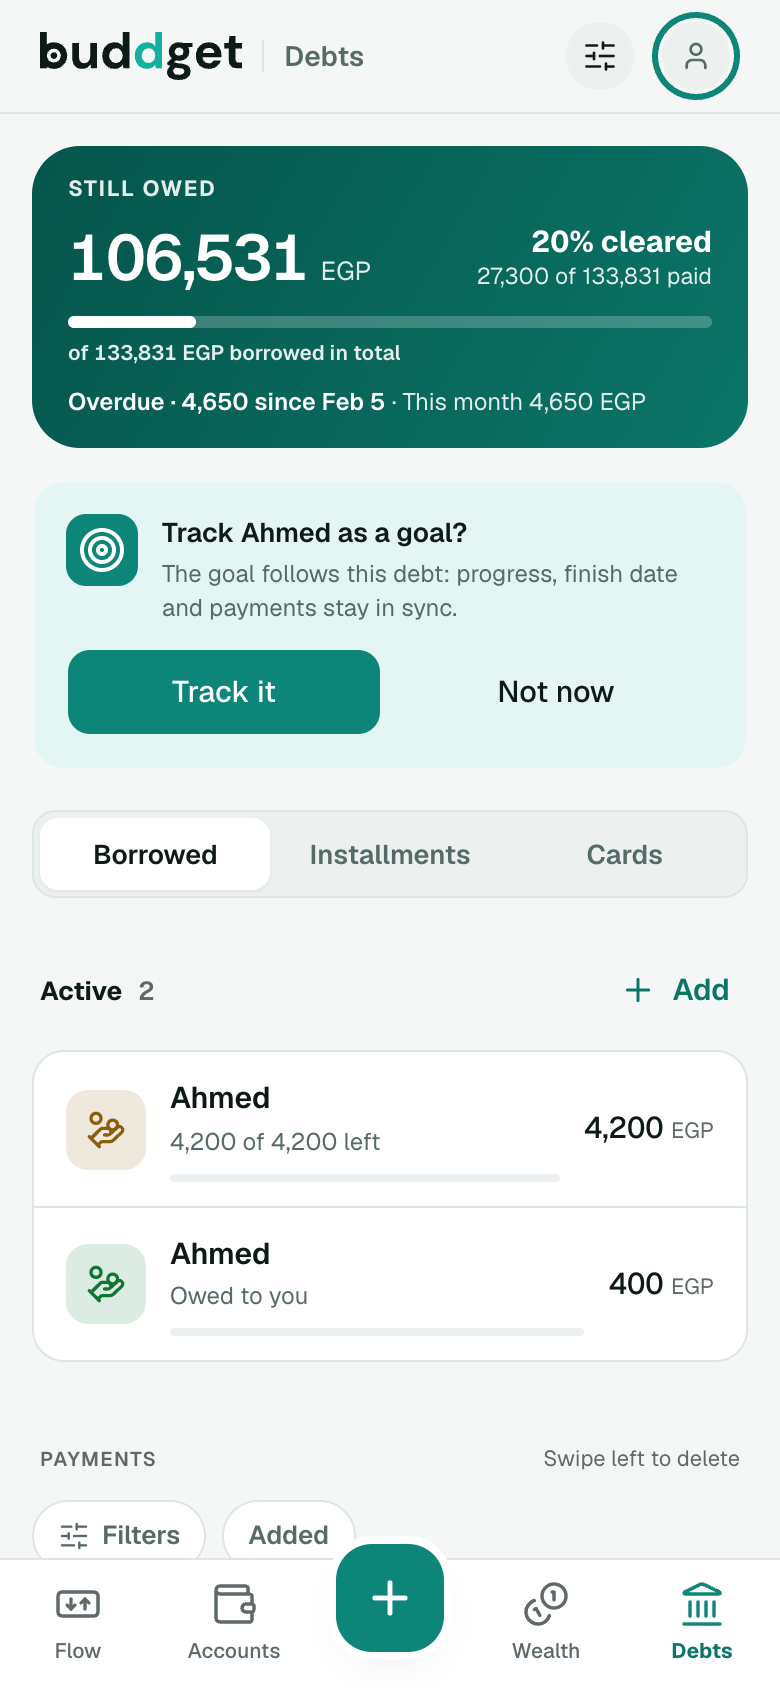 buddget
Debts
STILL OWED
106,531 EGP
20% cleared
27,300 of 133,831 paid
of 133,831 EGP borrowed in total
Overdue · 4,650 since Feb 5 · This month 4,650 EGP
Track Ahmed as a goal?
The goal follows this debt: progress, finish date
and payments stay in sync.
Track it
Not now
Borrowed
Installments
Cards
Active 2
+ Add
Ahmed
4,200 of 4,200 left
4,200 EGP
Ahmed
Owed to you
400 EGP
PAYMENTS
Swipe left to delete
Filters
Added
Flow
Accounts
Wealth
Debts